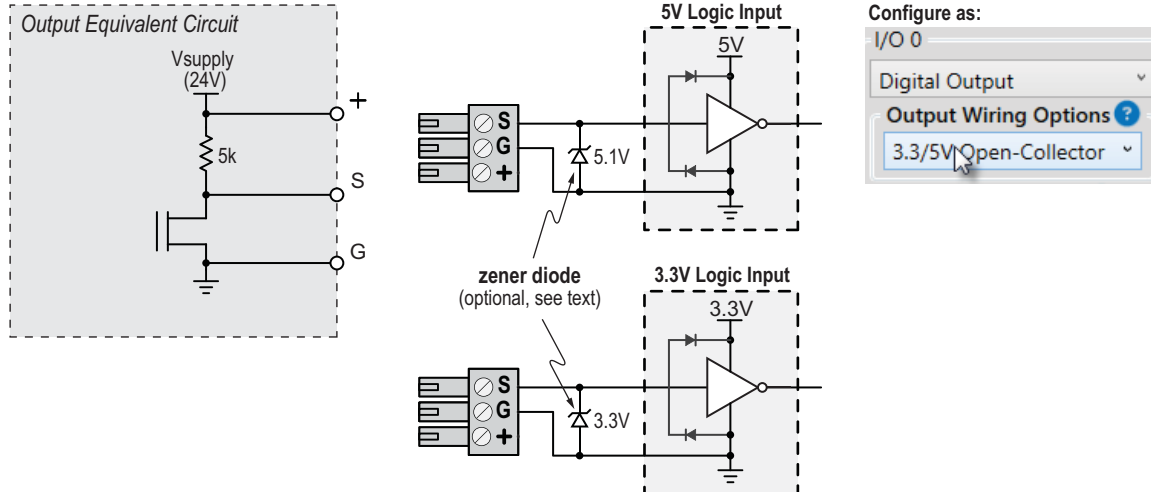 Output Equivalent Circuit
Vsupply
(24V)
+
5k
S
G
5V Logic Input
5V
S
G
+
5.1V
zener diode
(optional, see text)
3.3V Logic Input
3.3V
S
G
+
3.3V
Configure as:
I/O 0
Digital Output
Output Wiring Options ?
3.3/5V Open-Collector